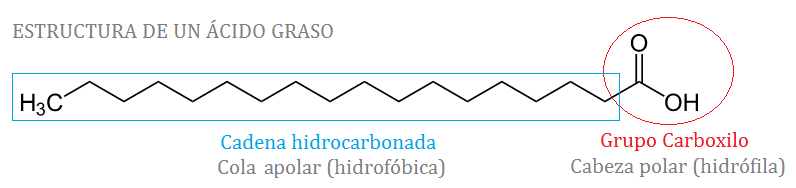 ESTRUCTURA DE UN ÁCIDO GRASO
O
H₃C
OH
Cadena hidrocarbonada
Cola apolar (hidrofóbica)
Grupo Carboxilo
Cabeza polar (hidrófila)